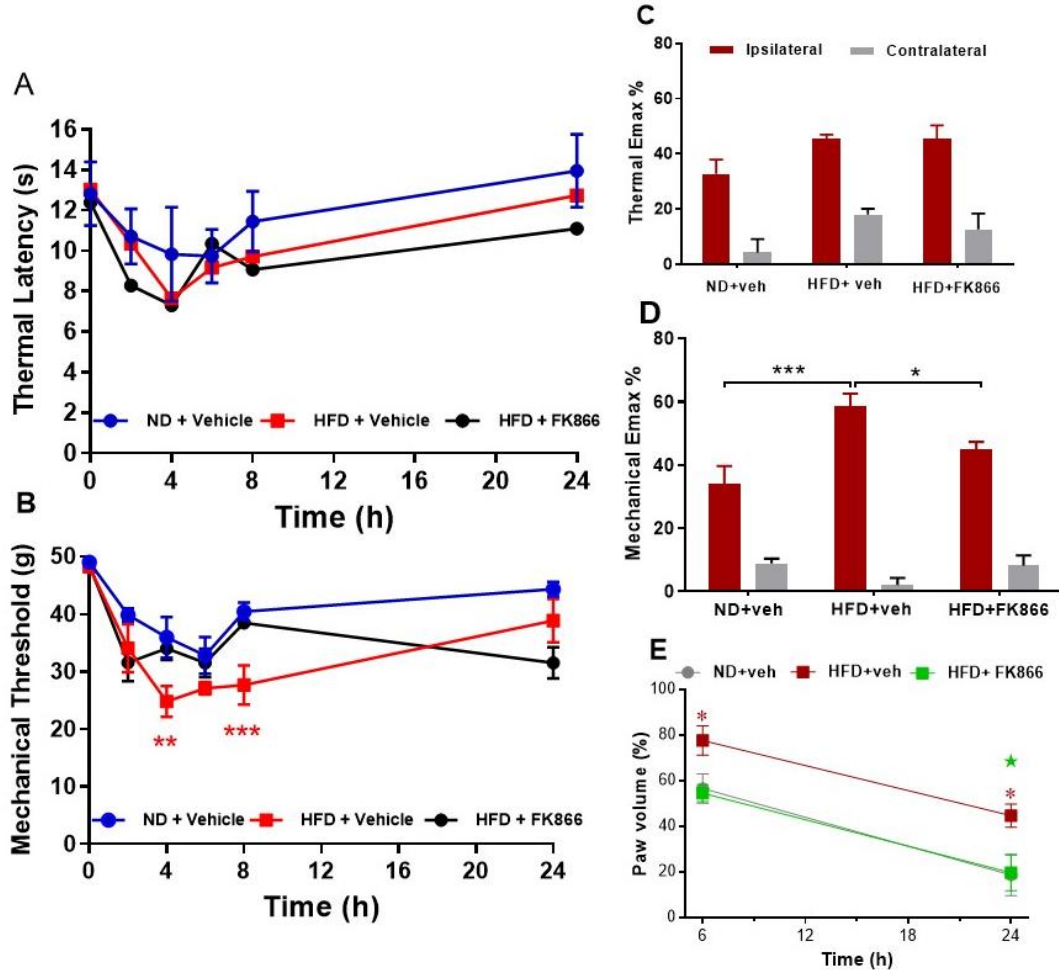 A
Thermal Latency (s)
16
14
12
10
8
6
4
2
0
ND + Vehicle HFD + Vehicle HFD + FK866
0 4 8 12 16 20 24
Time (h)
B
Mechanical Threshold (g)
50
40
30
20
10
0
** ***
ND + Vehicle HFD + Vehicle HFD + FK866
0 4 8 12 16 20 24
Time (h)
C
Ipsilateral Contralateral
Thermal Emax %
80
60
40
20
0
ND+veh HFD+ veh HFD+FK866
D
Mechanical Emax %
80
60
40
20
0
*** *
ND+veh HFD+veh HFD+FK866
E
ND+veh HFD+veh HFD+ FK866
Paw volume (%)
100
80
60
40
20
0
* ★
*
6 12 18 24
Time (h)